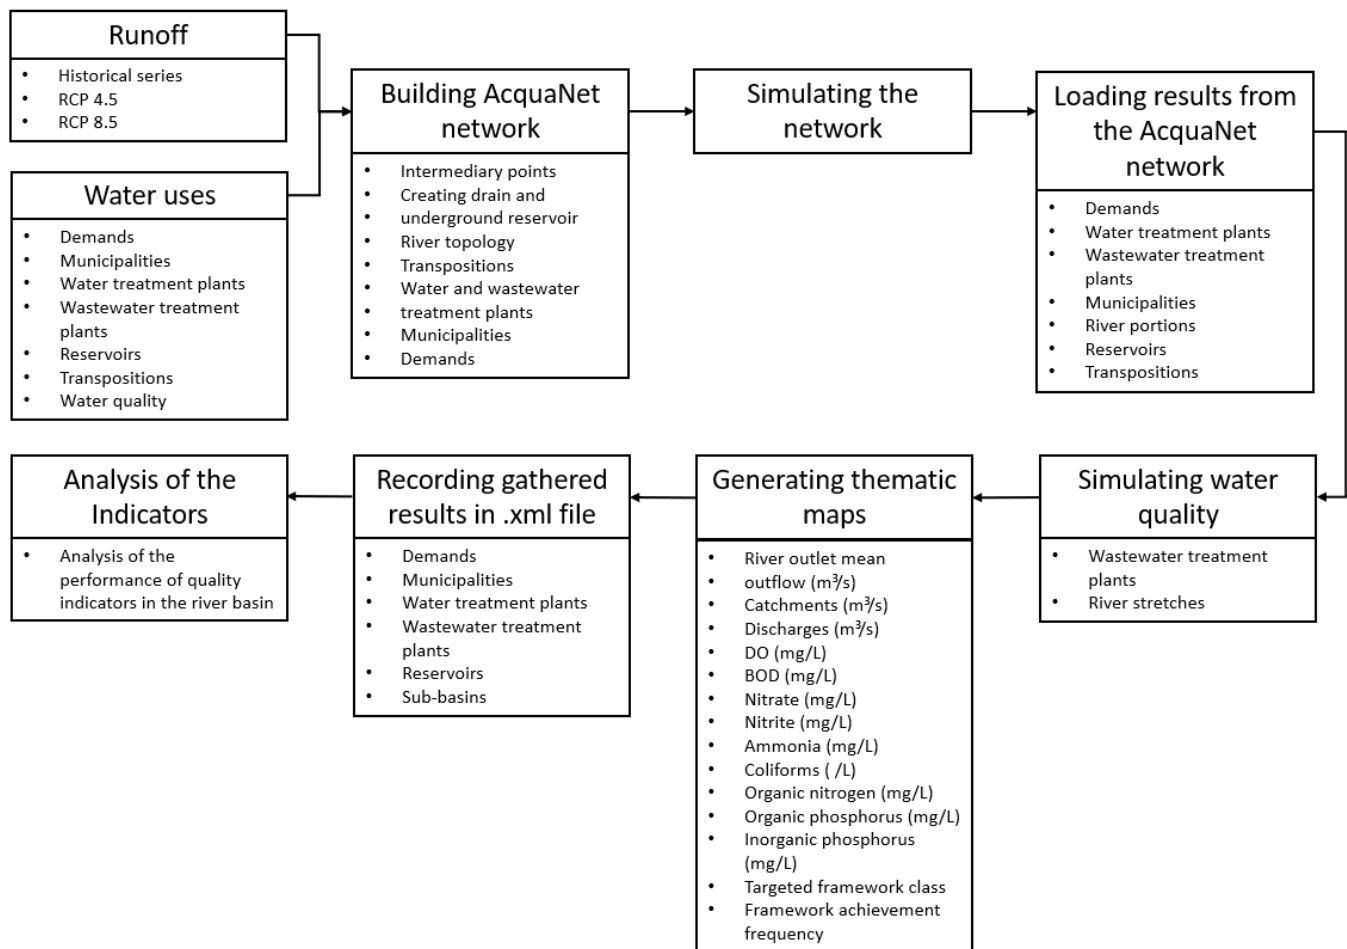 Runoff
• Historical series
• RCP 4.5
• RCP 8.5
Water uses
• Demands
• Municipalities
• Water treatment plants
• Wastewater treatment
plants
• Reservoirs
• Transpositions
• Water quality
Building AcquaNet
network
• Intermediary points
• Creating drain and
• underground reservoir
• River topology
• Transpositions
• Water and wastewater
• treatment plants
• Municipalities
• Demands
Simulating the
network
Loading results from
the AcquaNet
network
• Demands
• Water treatment plants
• Wastewater treatment
plants
• Municipalities
• River portions
• Reservoirs
• Transpositions
Simulating water
quality
• Wastewater treatment
plants
• River stretches
Generating thematic
maps
• River outlet mean
• outflow (m³/s)
• Catchments (m³/s)
• Discharges (m³/s)
• DO (mg/L)
• BOD (mg/L)
• Nitrate (mg/L)
• Nitrite (mg/L)
• Ammonia (mg/L)
• Coliforms ( /L)
• Organic nitrogen (mg/L)
• Organic phosphorus (mg/L)
• Inorganic phosphorus
(mg/L)
• Targeted framework class
• Framework achievement
frequency
Recording gathered
results in .xml file
• Demands
• Municipalities
• Water treatment plants
• Wastewater treatment
plants
• Reservoirs
• Sub-basins
Analysis of the
Indicators
• Analysis of the
performance of quality
indicators in the river basin